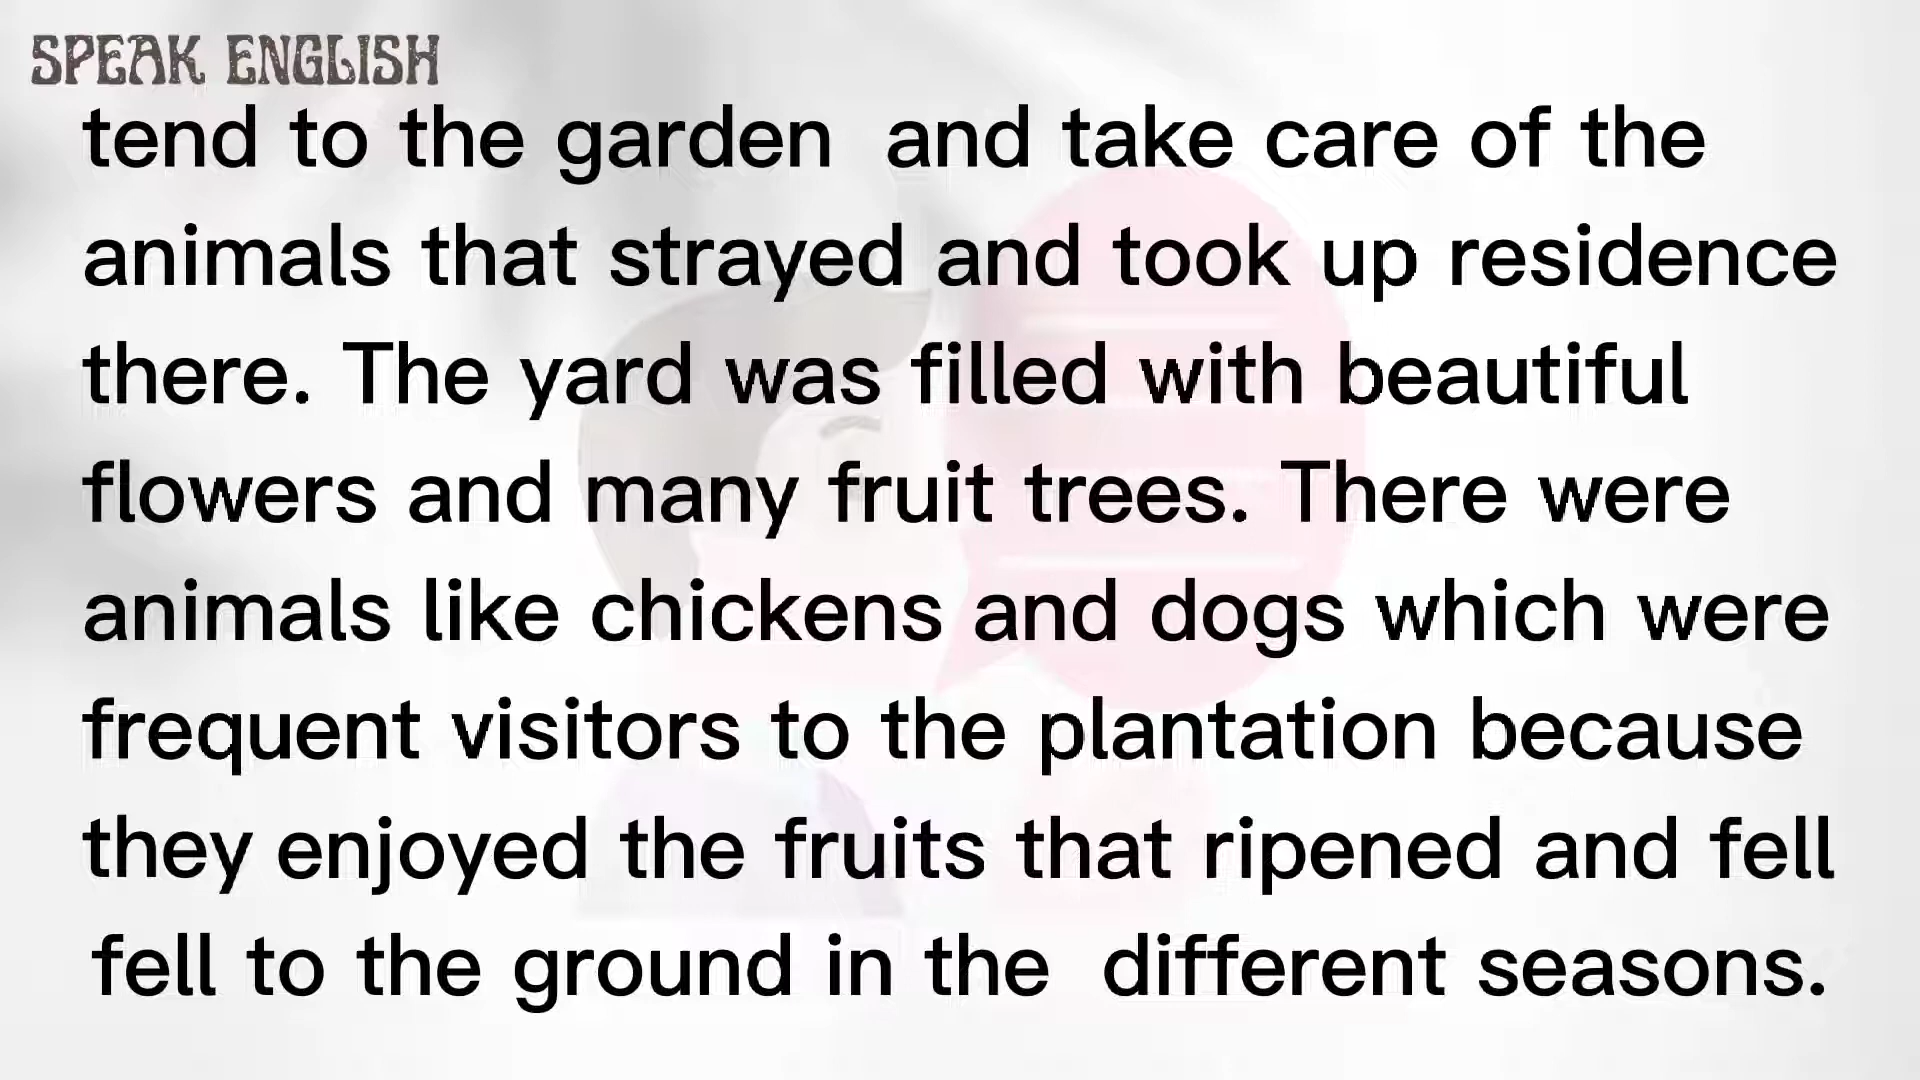 SPEAK ENGLISH
tend to the garden  and take care of the
animals that strayed and took up residence
there. The yard was filled with beautiful
flowers and many fruit trees. There were
animals like chickens and dogs which were
frequent visitors to the plantation because
they enjoyed the fruits that ripened and fell
fell to the ground in the  different seasons.